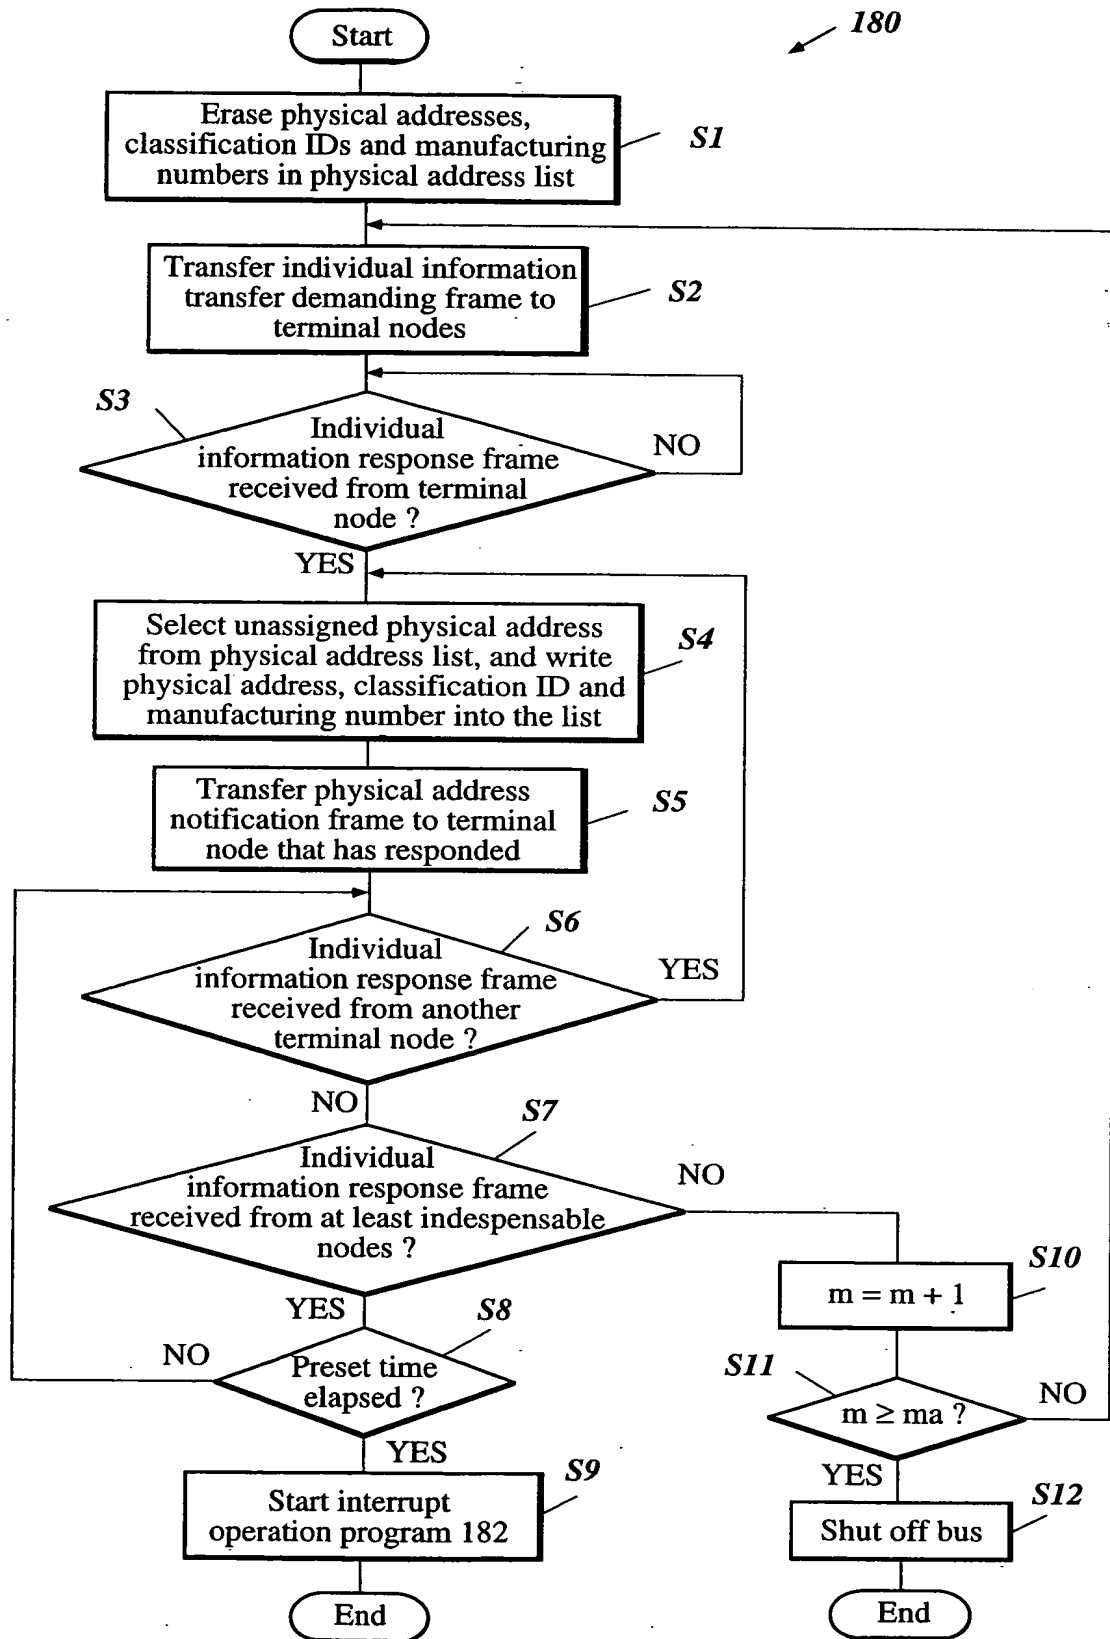 180
Start
Erase physical addresses,
classification IDs and manufacturing
numbers in physical address list
S1
Transfer individual information
transfer demanding frame to
terminal nodes
S2
S3
Individual
information response frame
received from terminal
node ?
NO
YES
Select unassigned physical address
from physical address list, and write
physical address, classification ID and
manufacturing number into the list
S4
Transfer physical address
notification frame to terminal
node that has responded
S5
S6
Individual
information response frame
received from another
terminal node ?
YES
NO
S7
Individual
information response frame
received from at least indespensable
nodes ?
NO
YES
S8
Preset time
elapsed ?
NO
YES
S9
Start interrupt
operation program 182
End
S10
m = m + 1
S11
m ≥ ma ?
NO
YES
S12
Shut off bus
End